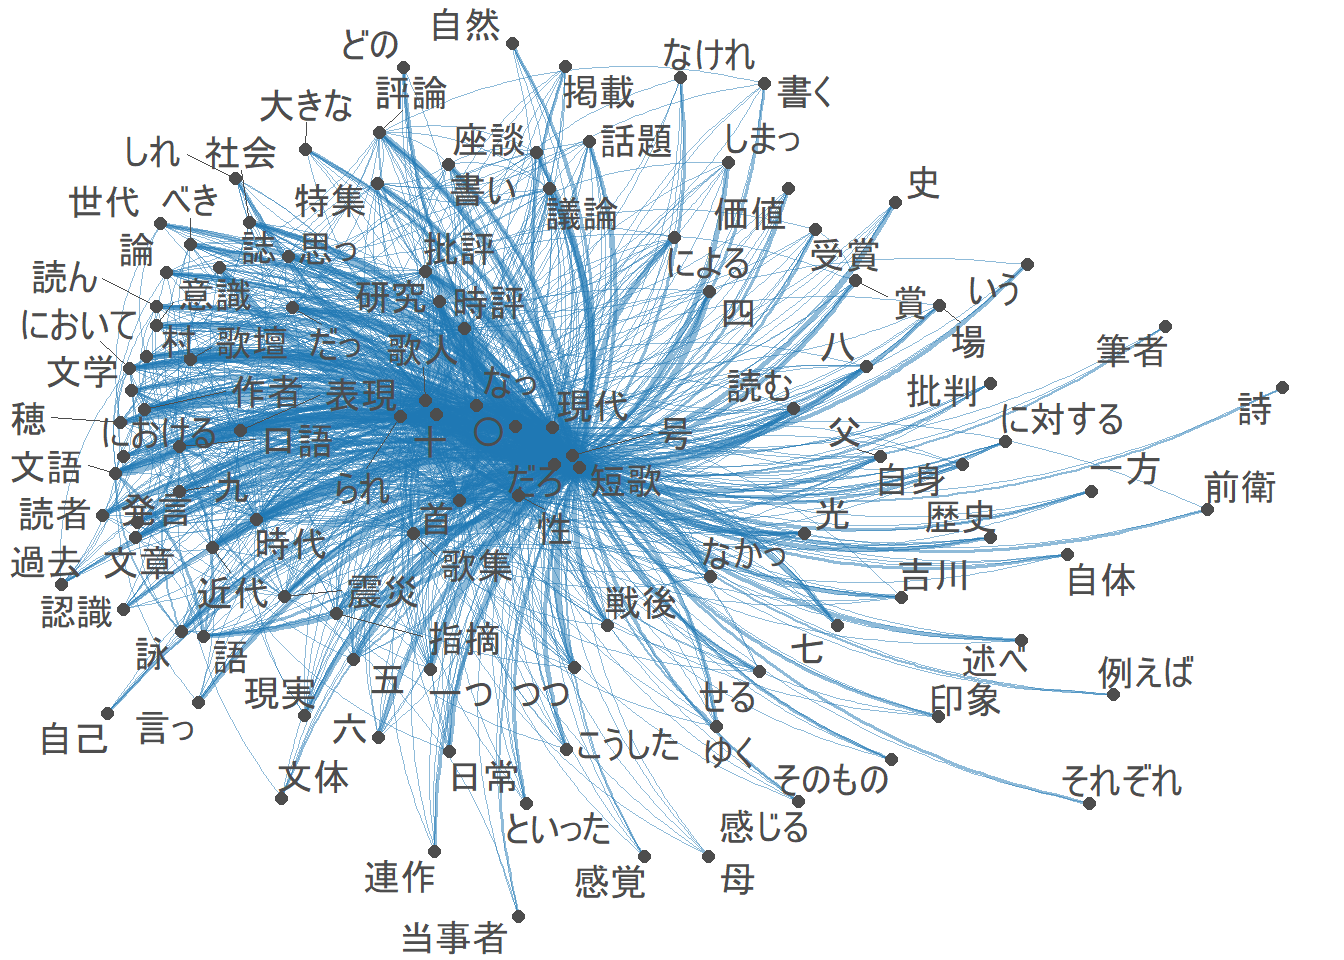 自然
どの
なけれ
大きな
評論
掲載
書く
しれ
社会
座談
話題
しまっ
世代
べき
特集
書い
議論
価値
史
論
誌
思っ
批評
による
受賞
読ん
意識
研究
時評
四
賞
いう
において
村
歌壇
だっ
歌人
八
場
筆者
文学
作者
表現
なっ
現代
読む
批判
詩
穂
における
口語
十
〇
号
父
に対する
文語
九
られ
だろ
短歌
自身
一方
前衛
読者
発言
首
性
光
歴史
過去
文章
時代
歌集
なかっ
吉川
自体
認識
近代
震災
戦後
詠
語
指摘
七
述べ
例えば
自己
言っ
現実
五
一つ
つつ
せる
印象
六
こうした
ゆく
そのもの
それぞれ
文体
日常
といった
感じる
連作
感覚
母
当事者